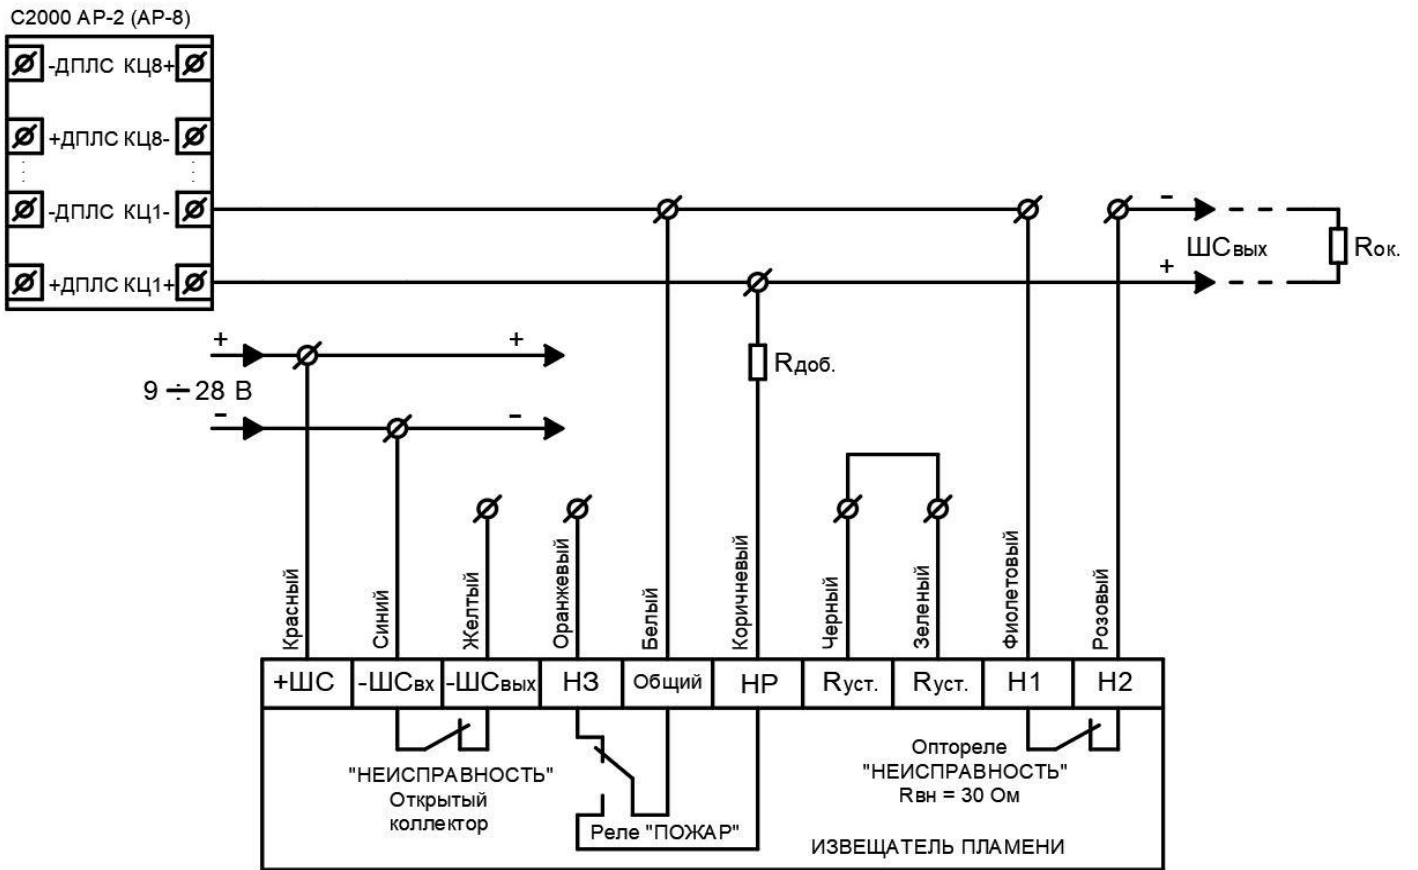 С2000 АР-2 (АР-8)
-ДПЛС КЦ8+
+ДПЛС КЦ8-
-ДПЛС КЦ1-
+ДПЛС КЦ1+
-
ШСвых
+
Rок.
+ +
9 ÷ 28 В
- -
Rдоб.
Красный
Синий
Желтый
Оранжевый
Белый
Коричневый
Черный
Зеленый
Фиолетовый
Розовый
+ШС -ШСвх -ШСвых НЗ Общий НР Rуст. Rуст. Н1 Н2
"НЕИСПРАВНОСТЬ"
Открытый
коллектор
Реле "ПОЖАР"
Оптореле
"НЕИСПРАВНОСТЬ"
Rвн = 30 Ом
ИЗВЕЩАТЕЛЬ ПЛАМЕНИ